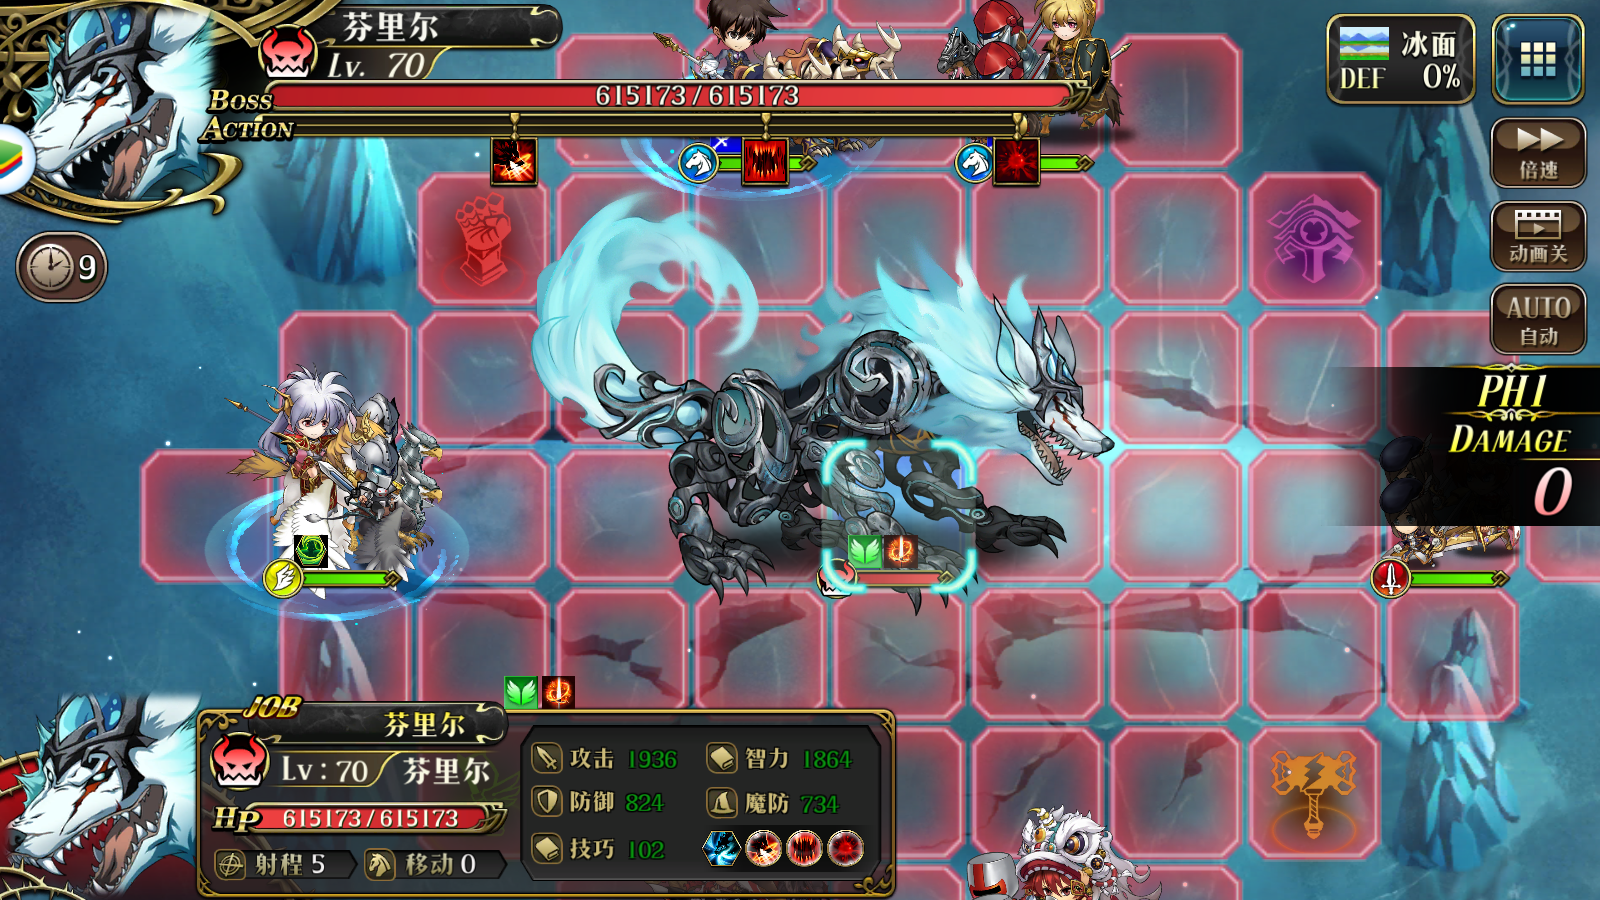 芬里尔
Lv. 70
BOSS
615173/615173
ACTION
冰面
DEF 0%
倍速
动画关
AUTO
自动
9
PH1
DAMAGE
0
JOB
芬里尔
Lv:70
芬里尔
HP
615173/615173
射程 5
移动 0
攻击 1936
智力 1864
防御 824
魔防 734
技巧 102